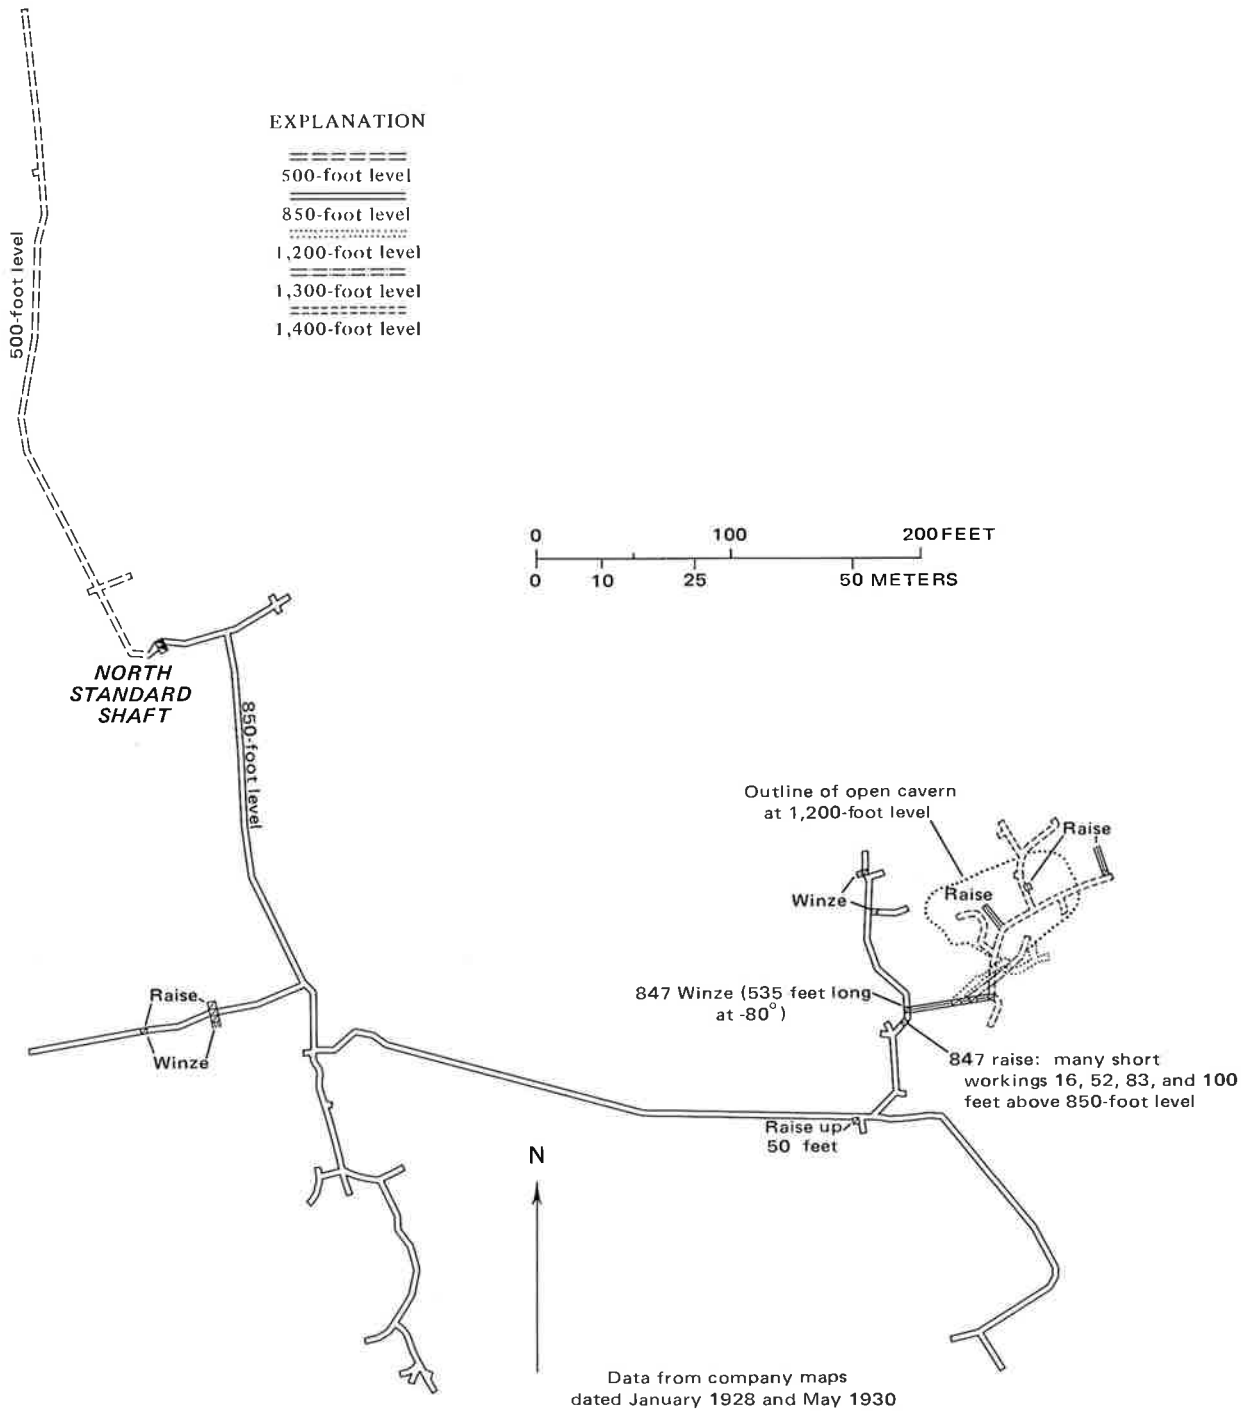 EXPLANATION
500-foot level
850-foot level
1,200-foot level
1,300-foot level
1,400-foot level
500-foot level
0 100 200 FEET
0 10 25 50 METERS
NORTH
STANDARD
SHAFT
850-foot level
Outline of open cavern
at 1,200-foot level
Raise
Winze
Raise
847 Winze (535 feet long
at -80°)
Raise
Winze
847 raise: many short
workings 16, 52, 83, and 100
feet above 850-foot level
Raise up
50 feet
N
Data from company maps
dated January 1928 and May 1930